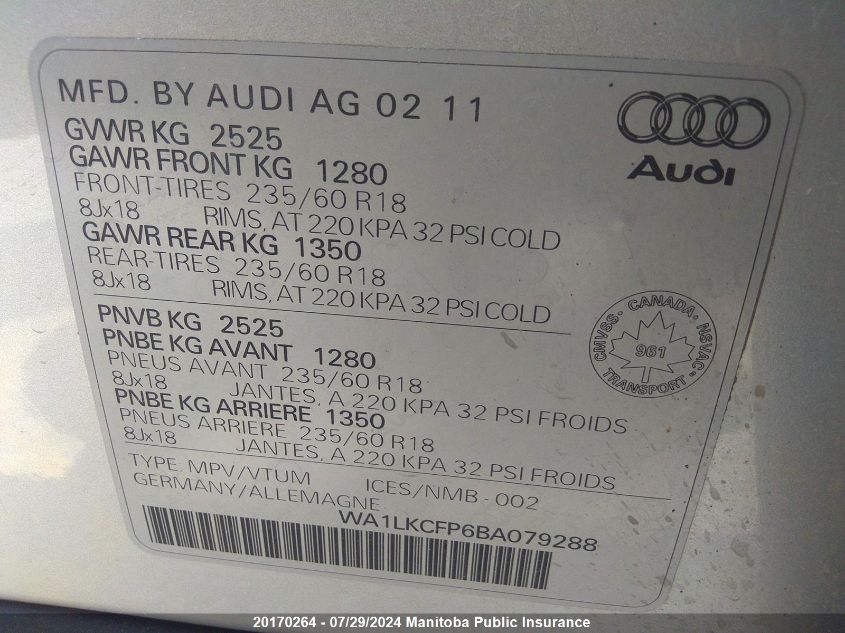 MFD. BY AUDI AG 02 11
Audi
GVWR KG 2525
GAWR FRONT KG 1280
FRONT-TIRES 235/60 R18
8Jx18 RIMS, AT 220 KPA 32 PSI COLD
GAWR REAR KG 1350
REAR-TIRES 235/60 R18
8Jx18 RIMS, AT 220 KPA 32 PSI COLD
PNVB KG 2525
PNBE KG AVANT 1280
PNEUS AVANT 235/60 R18
8Jx18 JANTES, A 220 KPA 32 PSI FROIDS
PNBE KG ARRIERE 1350
PNEUS ARRIERE 235/60 R18
8Jx18 JANTES, A 220 KPA 32 PSI FROIDS
CMVSS. CANADA. NSVAC
961
TRANSPORT
TYPE MPV/VTUM ICES/NMB-002
GERMANY/ALLEMAGNE
WA1LKCFP6BA079288
20170264 - 07/29/2024 Manitoba Public Insurance